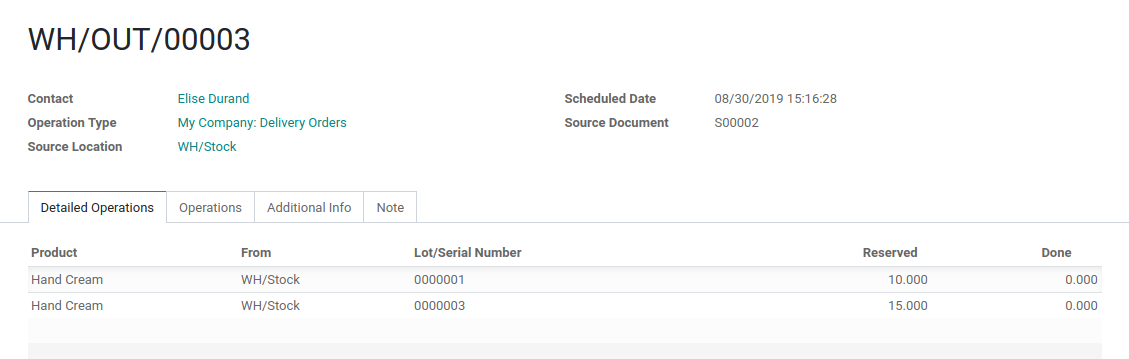 WH/OUT/00003
Contact Elise Durand Scheduled Date 08/30/2019 15:16:28
Operation Type My Company: Delivery Orders Source Document S00002
Source Location WH/Stock
Detailed Operations Operations Additional Info Note
Product From Lot/Serial Number Reserved Done
Hand Cream WH/Stock 0000001 10.000 0.000
Hand Cream WH/Stock 0000003 15.000 0.000